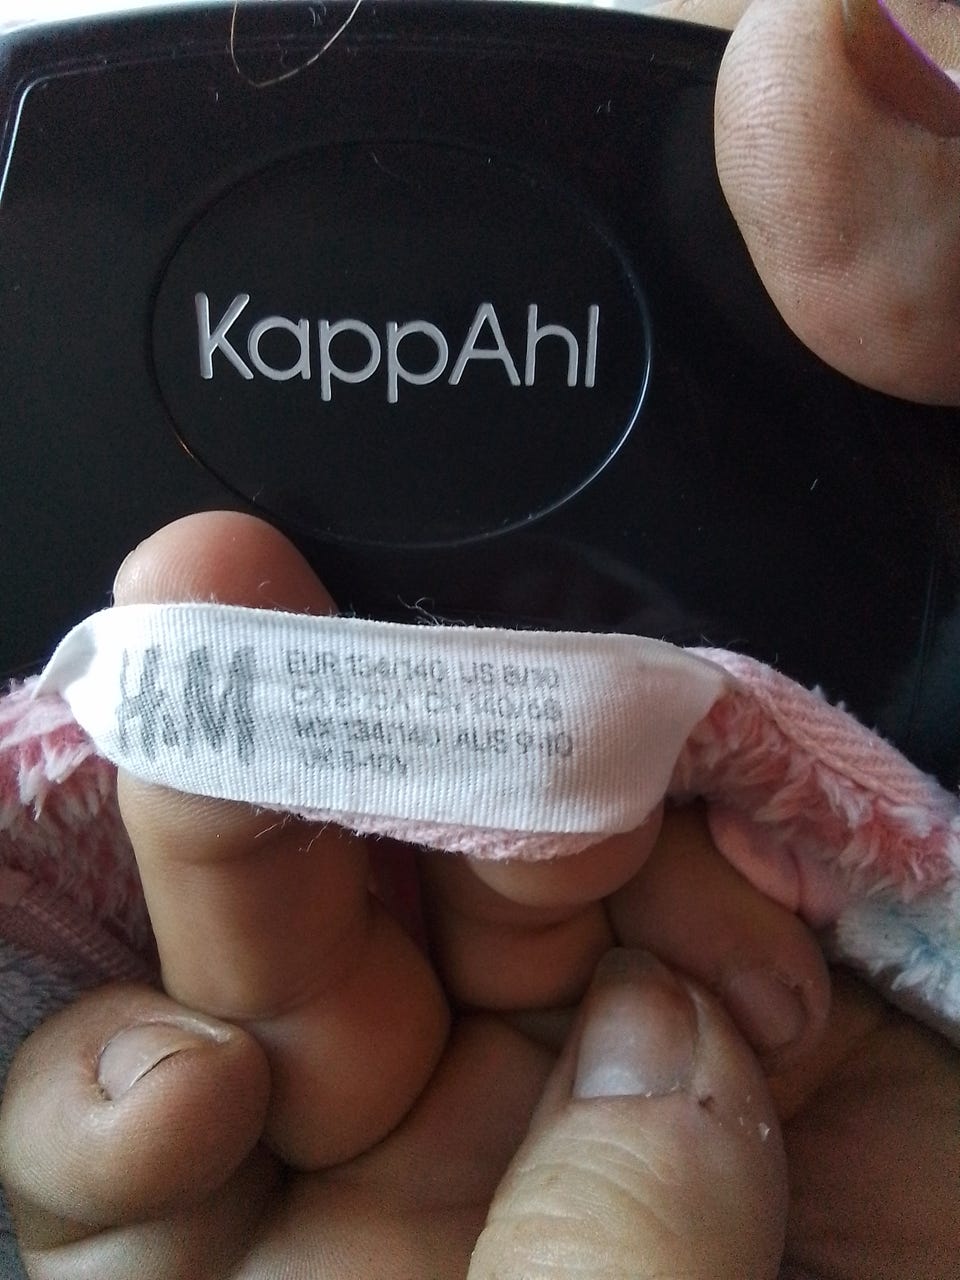 KappAhl
H&M
EUR 134/140 US 8/10
CA 8-10A CN 140/68
MX 134/140 AUS 9-10
UK 8-10Y